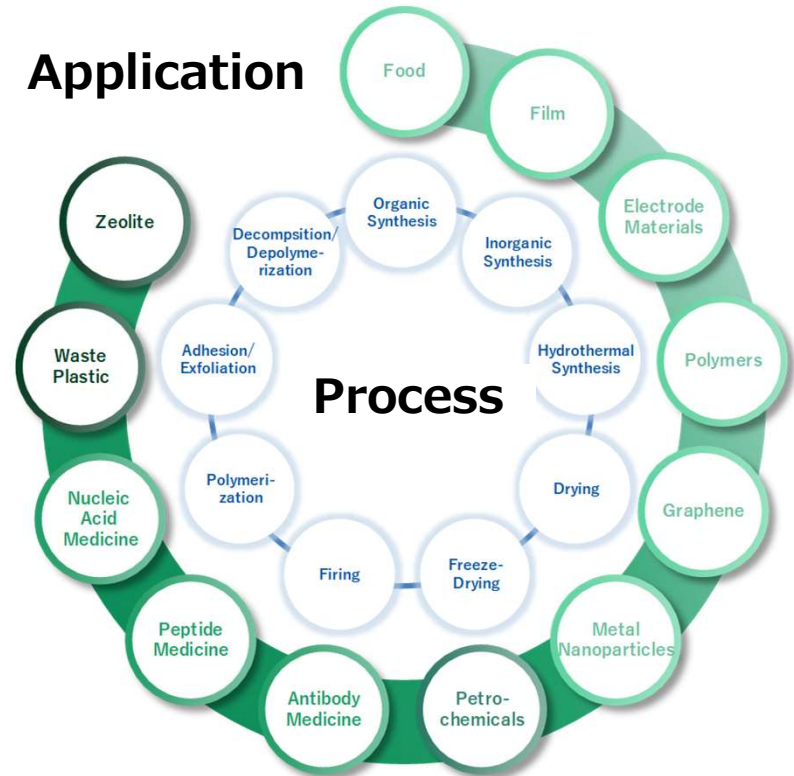 Application
Food
Film
Electrode
Materials
Polymers
Graphene
Metal
Nanoparticles
Petro-
chemicals
Antibody
Medicine
Peptide
Medicine
Nucleic
Acid
Medicine
Waste
Plastic
Zeolite
Process
Organic
Synthesis
Inorganic
Synthesis
Hydrothermal
Synthesis
Drying
Freeze-
Drying
Firing
Polymeri-
zation
Adhesion/
Exfoliation
Decompsition/
Depolyme-
rization